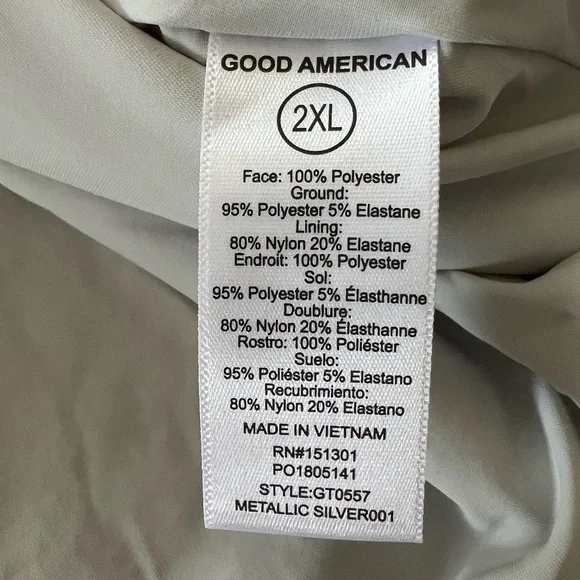 GOOD AMERICAN
2XL
Face: 100% Polyester
Ground:
95% Polyester 5% Elastane
Lining:
80% Nylon 20% Elastane
Endroit: 100% Polyester
Sol:
95% Polyester 5% Élasthanne
Doublure:
80% Nylon 20% Élasthanne
Rostro: 100% Poliéster
Suelo:
95% Poliéster 5% Elastano
Recubrimiento:
80% Nylon 20% Elastano
MADE IN VIETNAM
RN#151301
PO1805141
STYLE:GT0557
METALLIC SILVER001